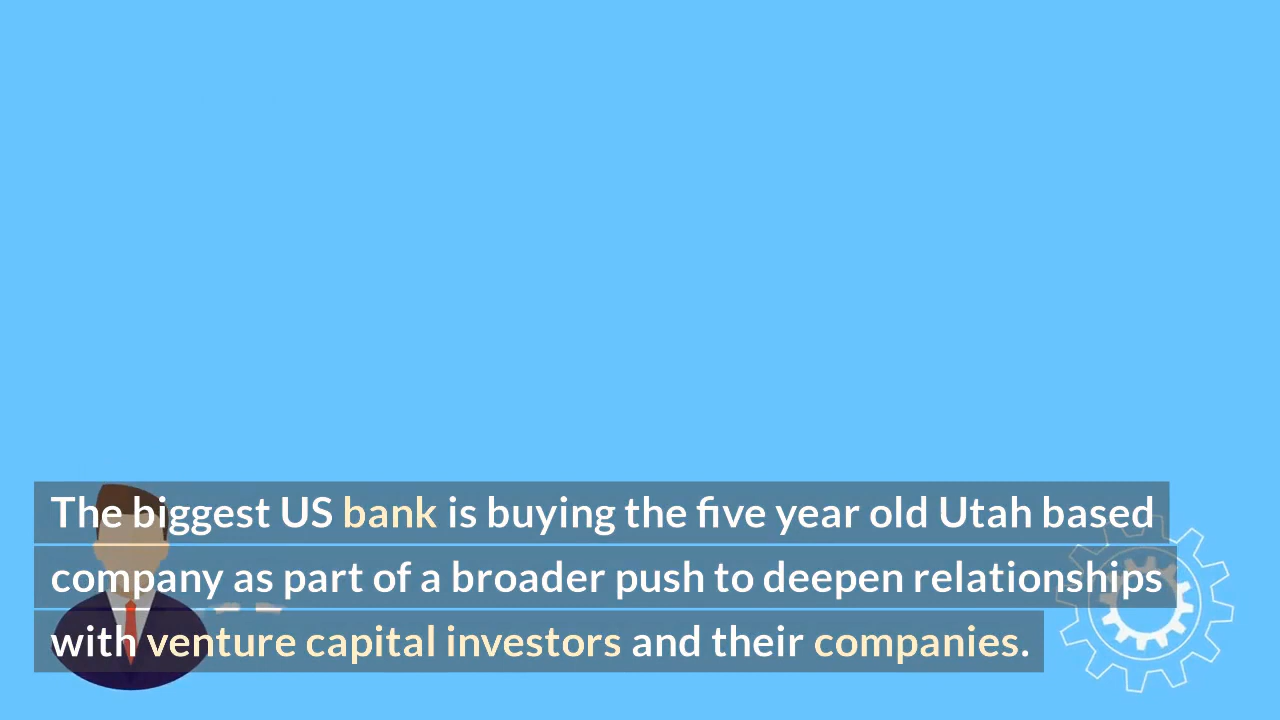 The biggest US bank is buying the five year old Utah based
company as part of a broader push to deepen relationships
with venture capital investors and their companies.